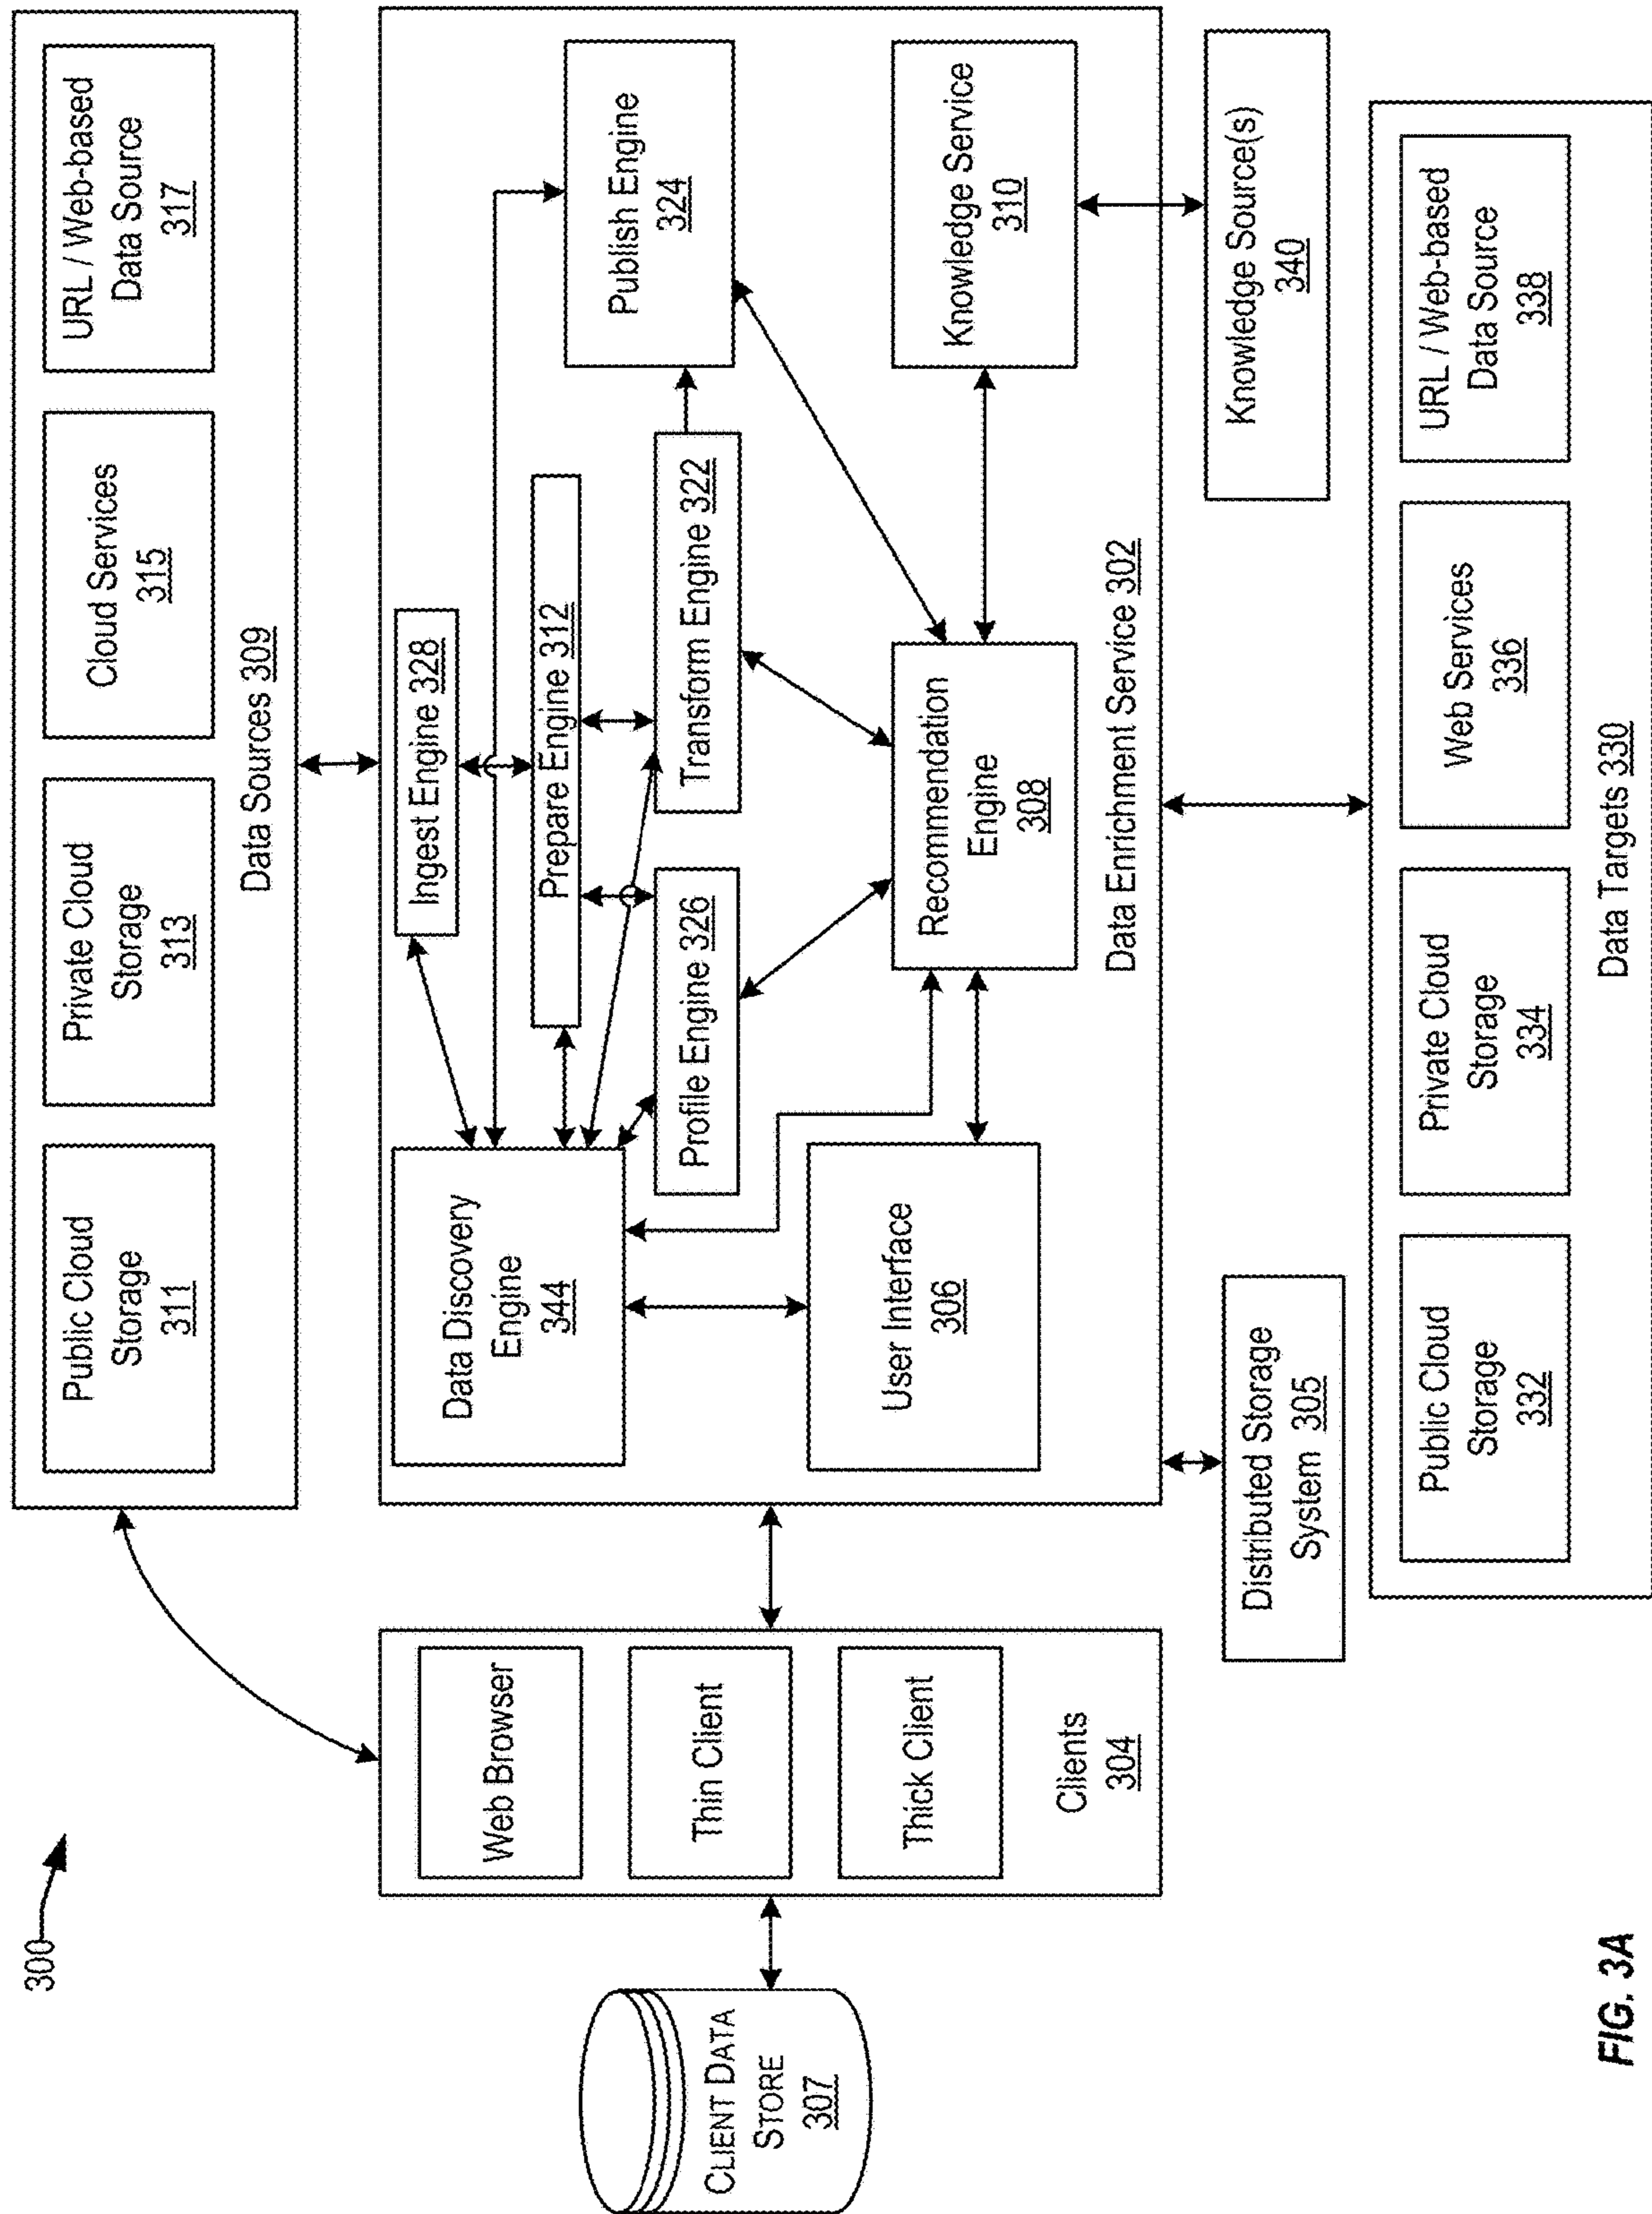 300
Public Cloud
Storage
311
Private Cloud
Storage
313
Cloud Services
315
URL / Web-based
Data Source
317
Data Sources 309
CLIENT DATA
STORE
307
Web Browser
Thin Client
Thick Client
Clients
304
Data Discovery
Engine
344
User Interface
306
Ingest Engine 328
Prepare Engine 312
Profile Engine 326
Transform Engine 322
Publish Engine
324
Recommendation
Engine
308
Knowledge Service
310
Data Enrichment Service 302
Distributed Storage
System 305
Knowledge Source(s)
340
Public Cloud
Storage
332
Private Cloud
Storage
334
Web Services
336
URL / Web-based
Data Source
338
Data Targets 330
FIG. 3A